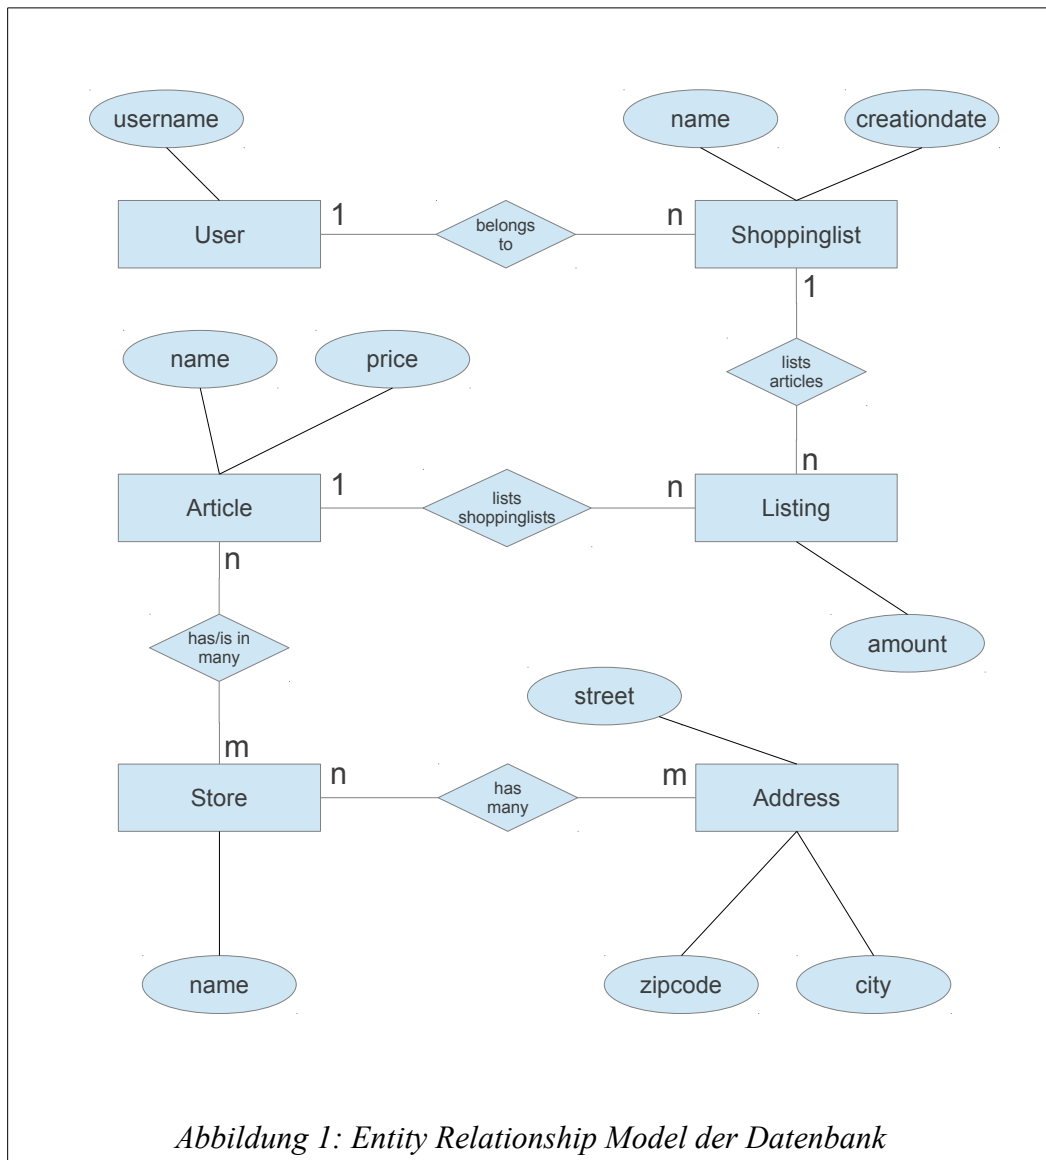 username
name
creationdate
User
1
belongs
to
n
Shoppinglist
1
name
price
lists
articles
n
Article
1
lists
shoppinglists
n
Listing
n
has/is in
many
amount
street
m
Store
n
has
many
m
Address
name
zipcode
city
Abbildung 1: Entity Relationship Model der Datenbank